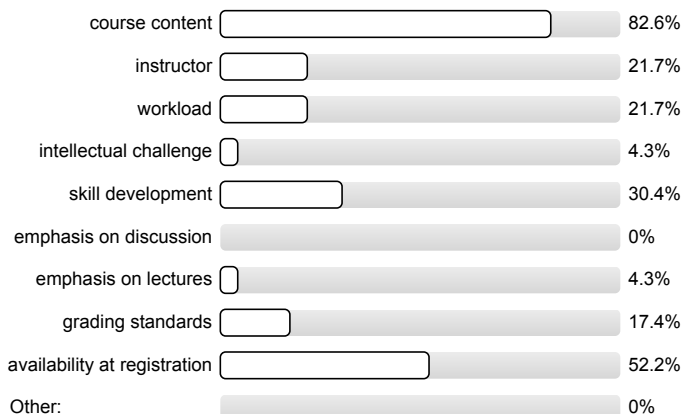 course content 82.6%
instructor 21.7%
workload 21.7%
intellectual challenge 4.3%
skill development 30.4%
emphasis on discussion 0%
emphasis on lectures 4.3%
grading standards 17.4%
availability at registration 52.2%
Other: 0%